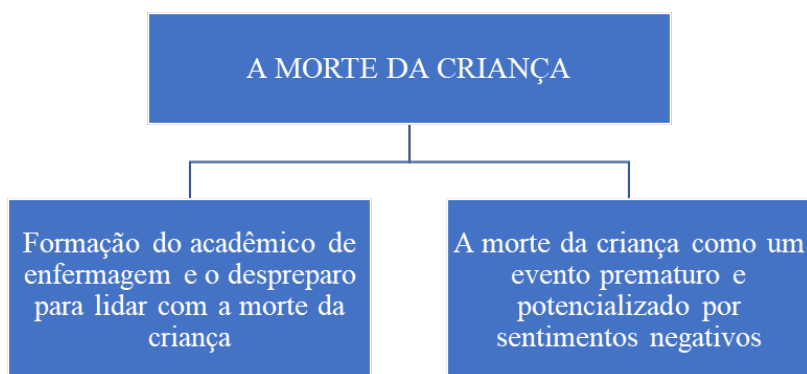 A MORTE DA CRIANÇA
Formação do acadêmico de
enfermagem e o despreparo
para lidar com a morte da
criança
A morte da criança como um
evento prematuro e
potencializado por
sentimentos negativos